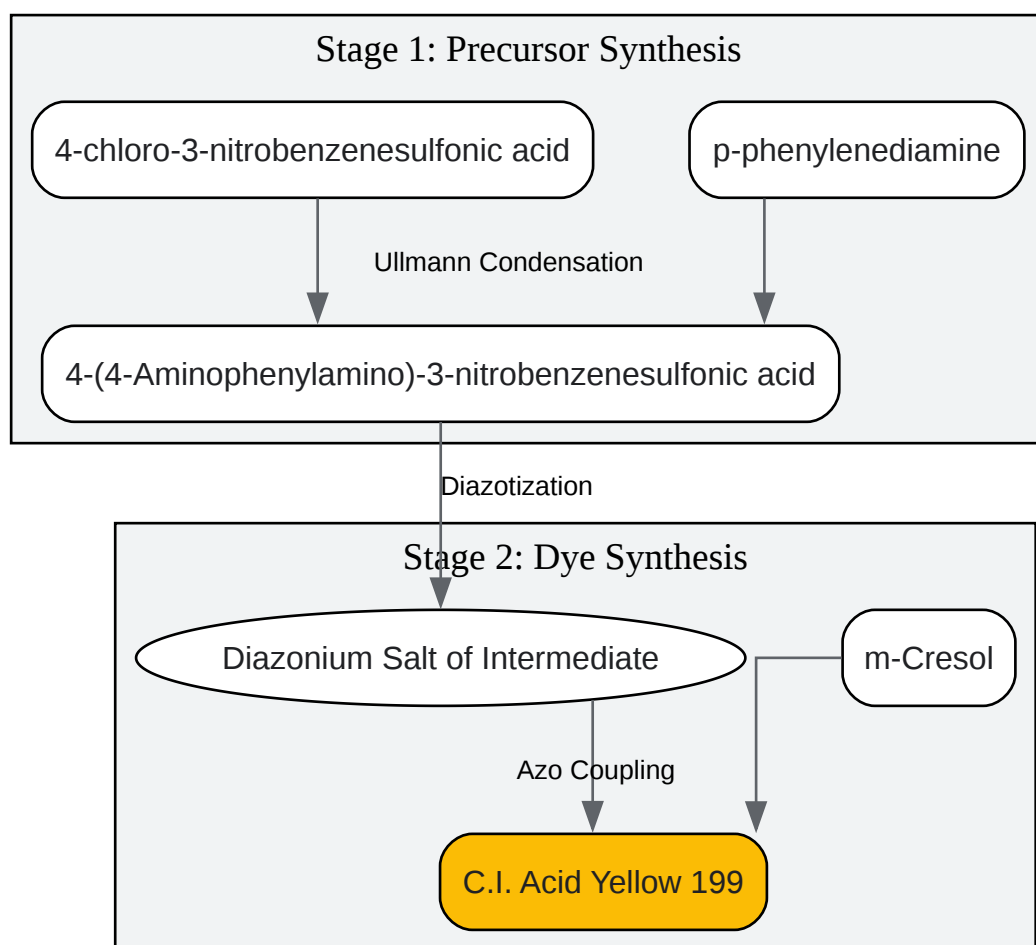 Stage 1: Precursor Synthesis
4-chloro-3-nitrobenzenesulfonic acid
p-phenylenediamine
Ullmann Condensation
4-(4-Aminophenylamino)-3-nitrobenzenesulfonic acid
Diazotization
Stage 2: Dye Synthesis
Diazonium Salt of Intermediate
m-Cresol
Azo Coupling
C.I. Acid Yellow 199